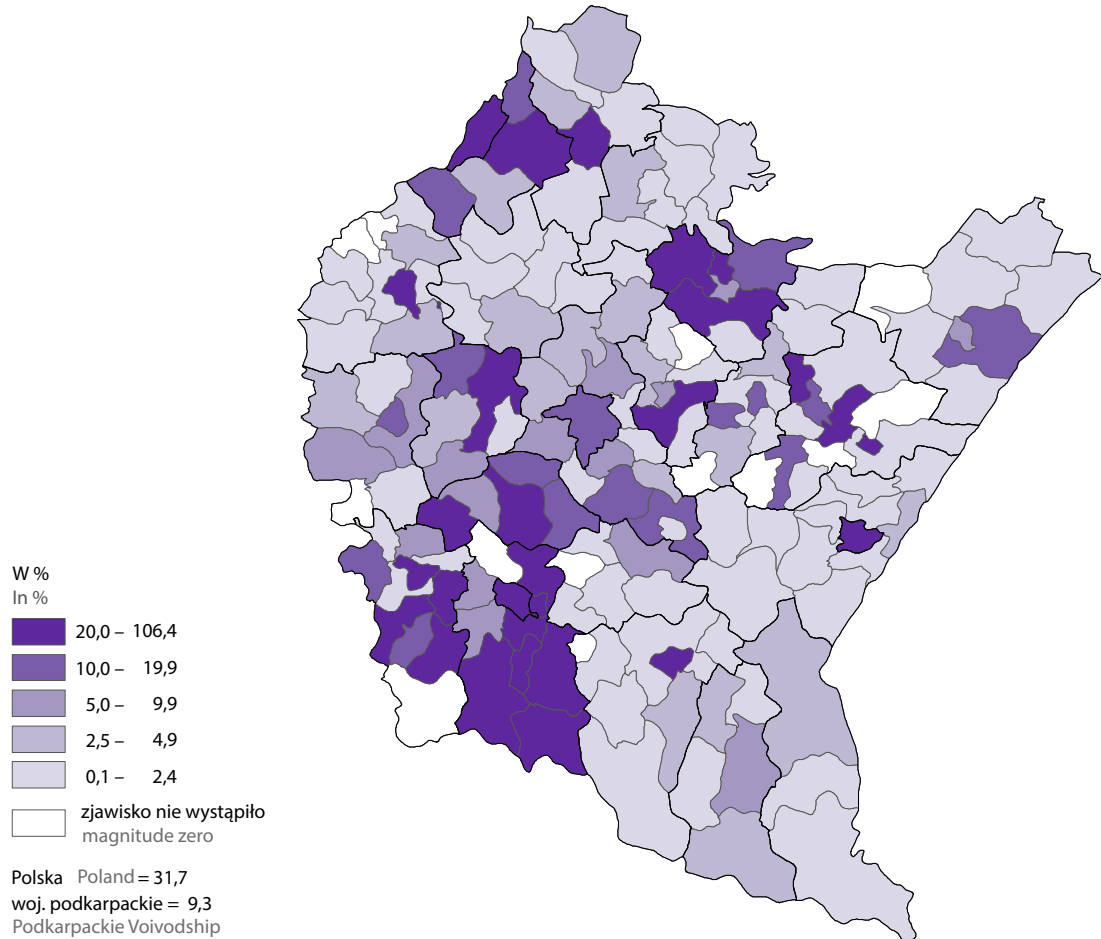 W %
In %
20,0 – 106,4
10,0 – 19,9
5,0 – 9,9
2,5 – 4,9
0,1 – 2,4
zjawisko nie wystąpiło
magnitude zero
Polska Poland = 31,7
woj. podkarpackie = 9,3
Podkarpackie Voivodship